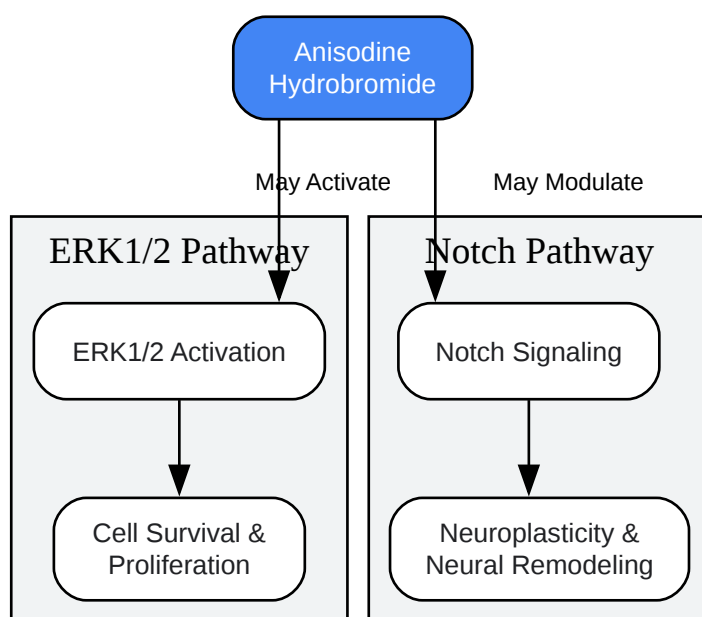 Anisodine
Hydrobromide
May Activate
May Modulate
ERK1/2 Pathway
Notch Pathway
ERK1/2 Activation
Notch Signaling
Cell Survival &
Proliferation
Neuroplasticity &
Neural Remodeling